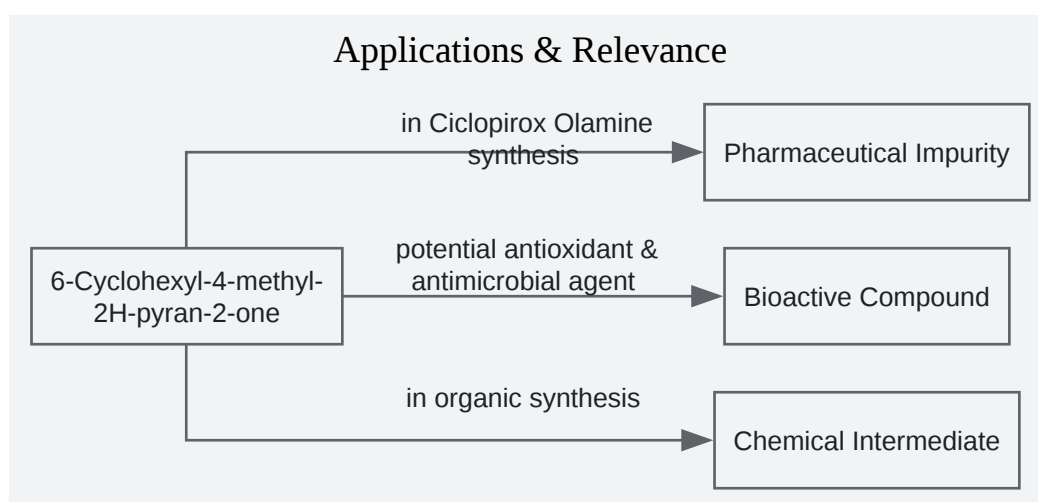 Applications & Relevance
in Ciclopirox Olamine
synthesis
Pharmaceutical Impurity
6-Cyclohexyl-4-methyl-
2H-pyran-2-one
potential antioxidant &
antimicrobial agent
Bioactive Compound
in organic synthesis
Chemical Intermediate